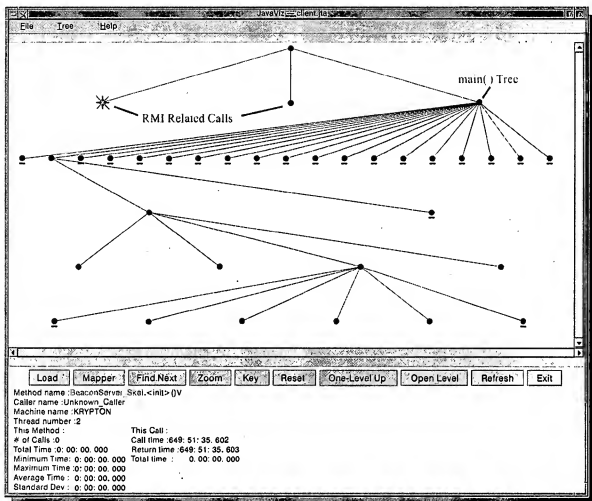 JavaViz client.jta
File Tree Help
main( ) Tree
RMI Related Calls
Load Mapper Find Next Zoom Key Reset One-Level Up Open Level Refresh Exit
Method name :BeaconServer_Skel.<init>()V
Caller name :Unknown_Caller
Machine name :KRYPTON
Thread number :2
This Method : This Call :
# of Calls :0 Call time :649: 51: 35. 602
Total Time :0: 00: 00. 000 Return time :649: 51: 35. 603
Minimum Time: 0: 00: 00. 000 Total time : 0. 00: 00. 000
Maximum Time :0: 00: 00. 000
Average Time : 0: 00: 00. 000
Standard Dev : 0: 00: 00. 000